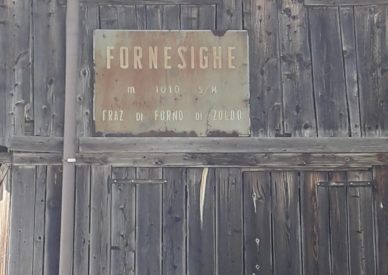 FORNESIGHE
m 1010 S/M
FRAZ DI FORNO DI ZOLDO